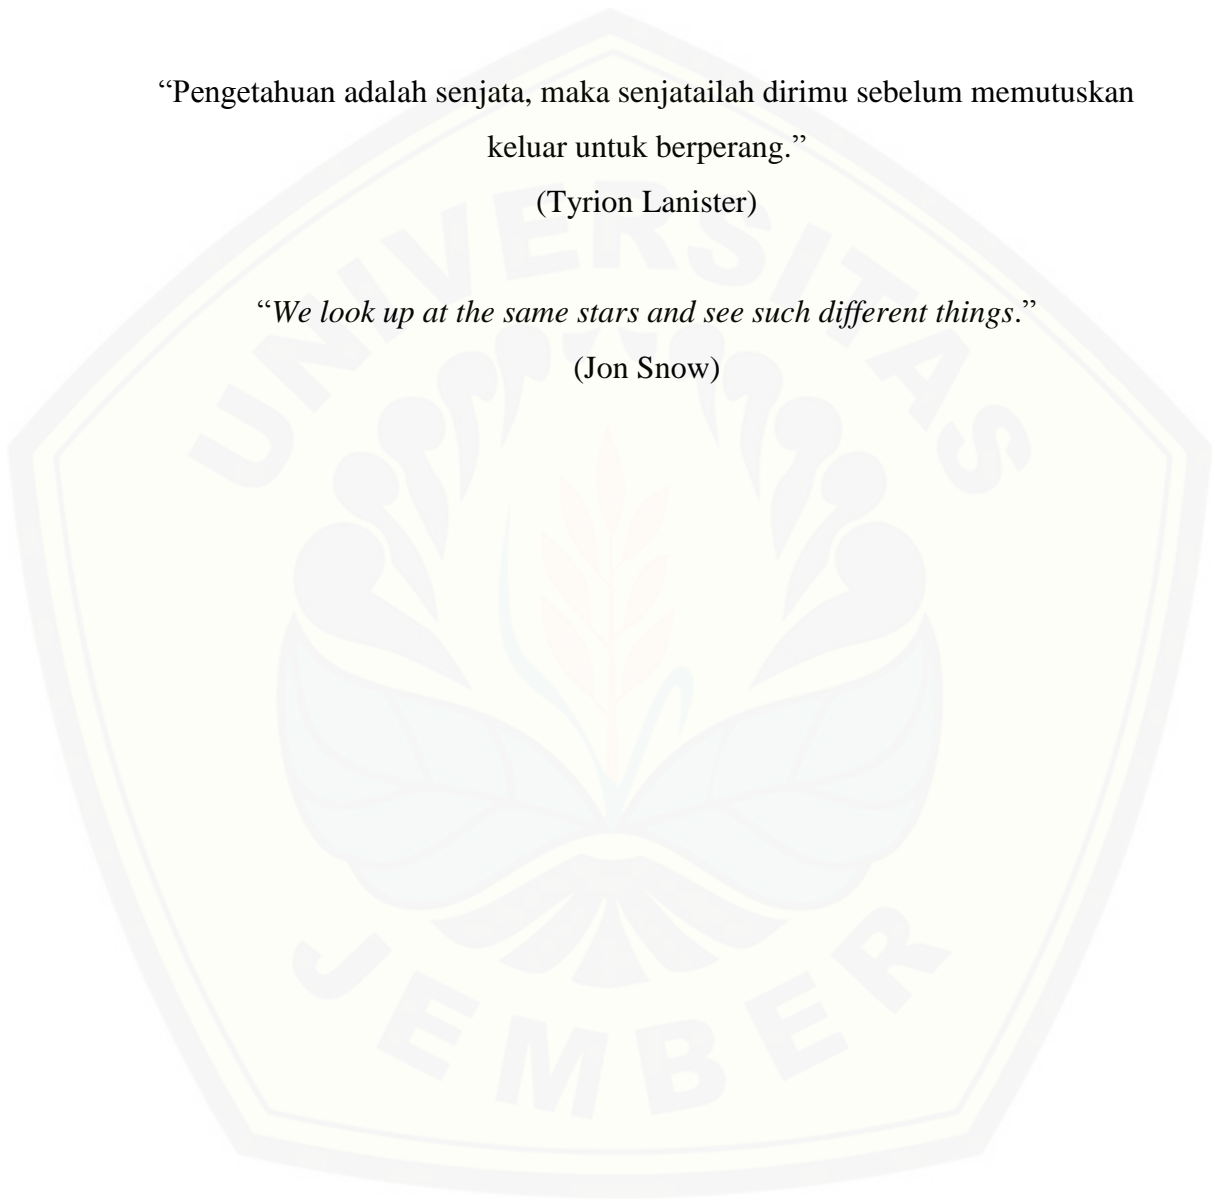 “Pengetahuan adalah senjata, maka senjatailah dirimu sebelum memutuskan
keluar untuk berperang.”
(Tyrion Lanister)
“We look up at the same stars and see such different things.”
(Jon Snow)
UNIVERSITAS
JEMBER